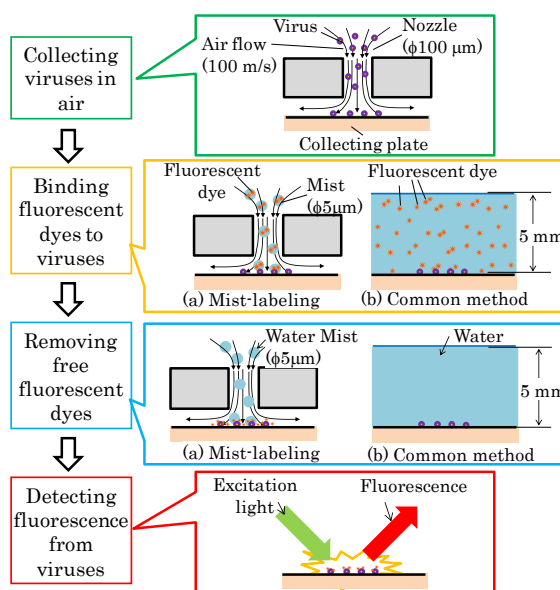 Collecting
viruses in
air
Virus
Air flow
(100 m/s)
Nozzle
(ϕ100 μm)
Collecting plate
Binding
fluorescent
dyes to
viruses
Fluorescent
dye
Mist
(ϕ5μm)
(a) Mist-labeling
Fluorescent dye
5 mm
(b) Common method
Removing
free
fluorescent
dyes
Water Mist
(ϕ5μm)
(a) Mist-labeling
Water
5 mm
(b) Common method
Detecting
fluorescence
from
viruses
Excitation
light
Fluorescence